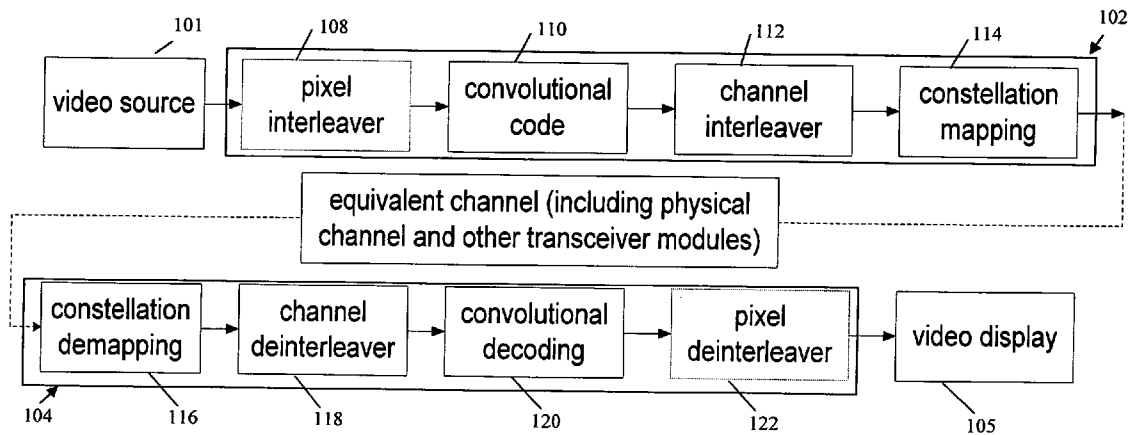 101
108
110
112
114
102
video source
pixel
interleaver
convolutional
code
channel
interleaver
constellation
mapping
equivalent channel (including physical
channel and other transceiver modules)
constellation
demapping
channel
deinterleaver
convolutional
decoding
pixel
deinterleaver
video display
104
116
118
120
122
105